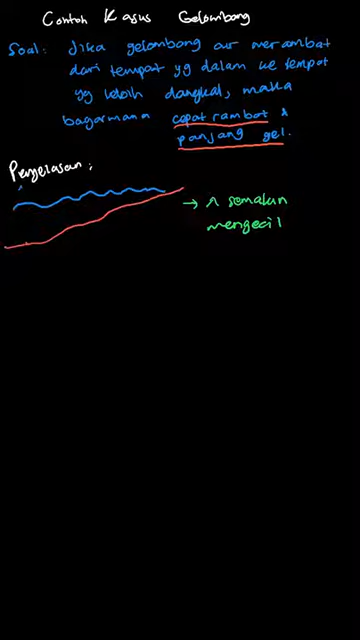 Contoh Kasus Gelombang
Soal: Jika gelombang air merambat
dari tempat yg dalam ke tempat
yg lebih dangkal, maka
bagaimana cepat rambat &
panjang gel.
Penjelasan:
→ λ semakin
mengecil